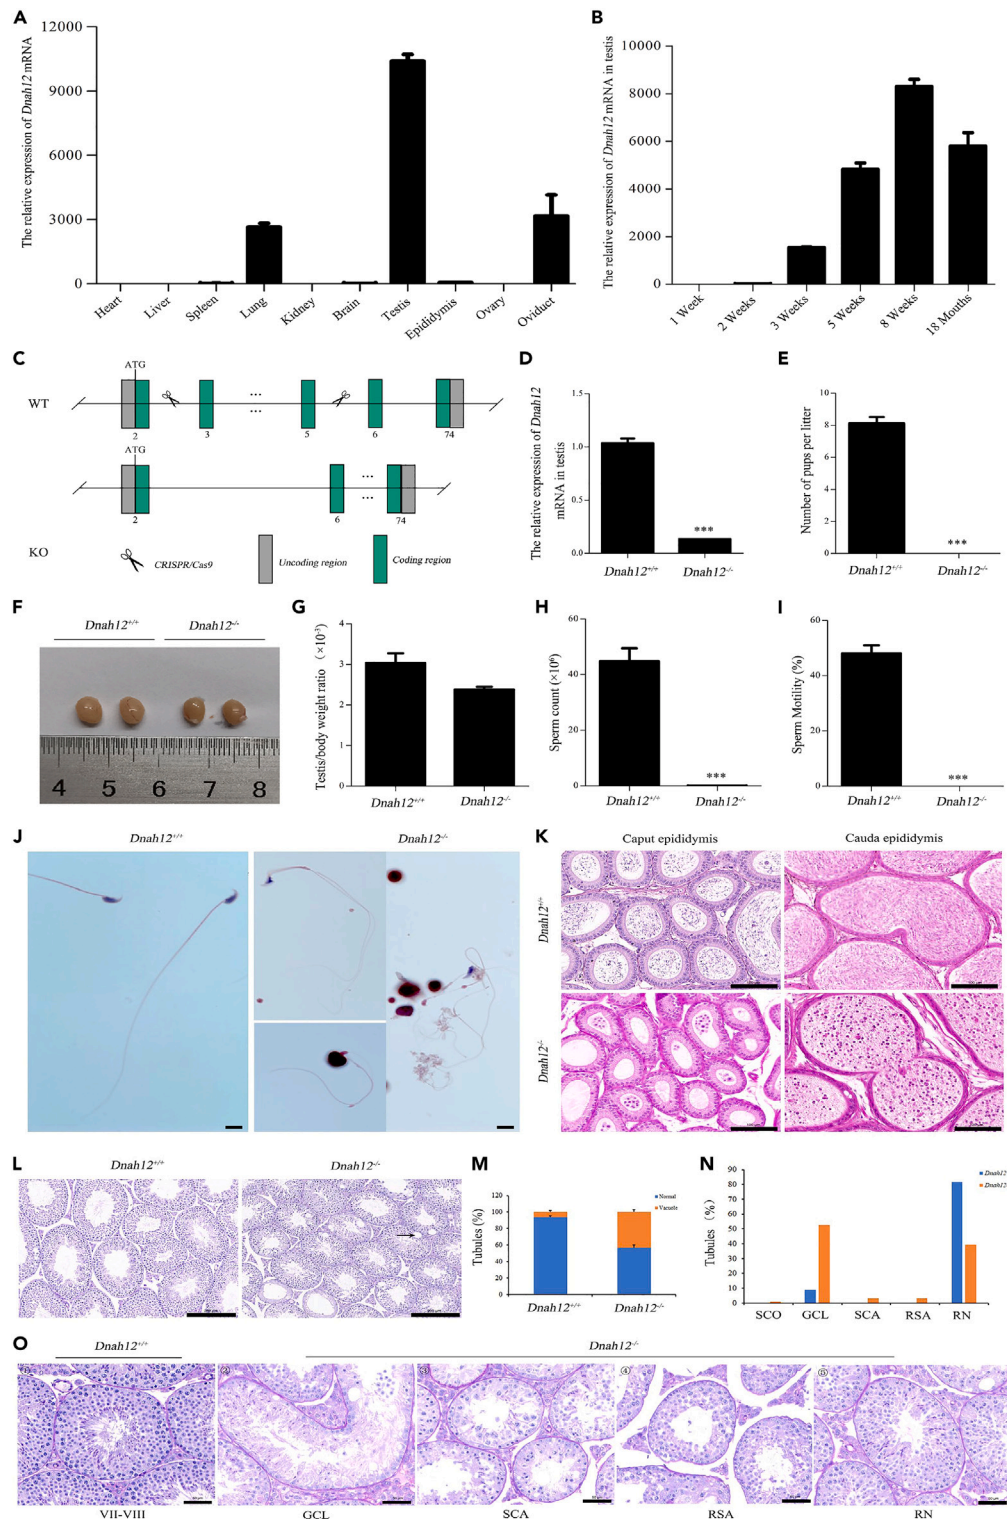 A
The relative expression of Dnah12 mRNA
12000
9000
6000
3000
0
Heart
Liver
Spleen
Lung
Kidney
Brain
Testis
Epididymis
Ovary
Oviduct
B
The relative expression of Dnah12 mRNA in testis
10000
8000
6000
4000
2000
0
1 Week
2 Weeks
3 Weeks
5 Weeks
8 Weeks
18 Mouths
C
ATG
WT
...
...
2
3
5
6
74
ATG
...
...
2
6
74
KO
CRISPR/Cas9
Uncoding region
Coding region
D
The relative expression of Dnah12
mRNA in testis
1.5
1.0
0.5
0.0
***
Dnah12+/+
Dnah12-/-
E
Number of pups per litter
10
8
6
4
2
0
***
Dnah12+/+
Dnah12-/-
F
Dnah12+/+
Dnah12-/-
4 5 6 7 8
G
Testis/body weight ratio (×10-3)
4
3
2
1
0
Dnah12+/+
Dnah12-/-
H
Sperm count (×106)
60
40
20
0
***
Dnah12+/+
Dnah12-/-
I
Sperm Motility (%)
60
40
20
0
***
Dnah12+/+
Dnah12-/-
J
Dnah12+/+
Dnah12-/-
K
Caput epididymis
Cauda epididymis
Dnah12+/+
Dnah12-/-
L
Dnah12+/+
Dnah12-/-
M
Tubules (%)
120
100
80
60
40
20
0
Normal
Vacuole
Dnah12+/+
Dnah12-/-
N
Tubules (%)
90
80
70
60
50
40
30
20
10
0
Dnah12
Dnah12
SCO
GCL
SCA
RSA
RN
O
Dnah12+/+
Dnah12-/-
②
③
④
⑤
VII-VIII
GCL
SCA
RSA
RN